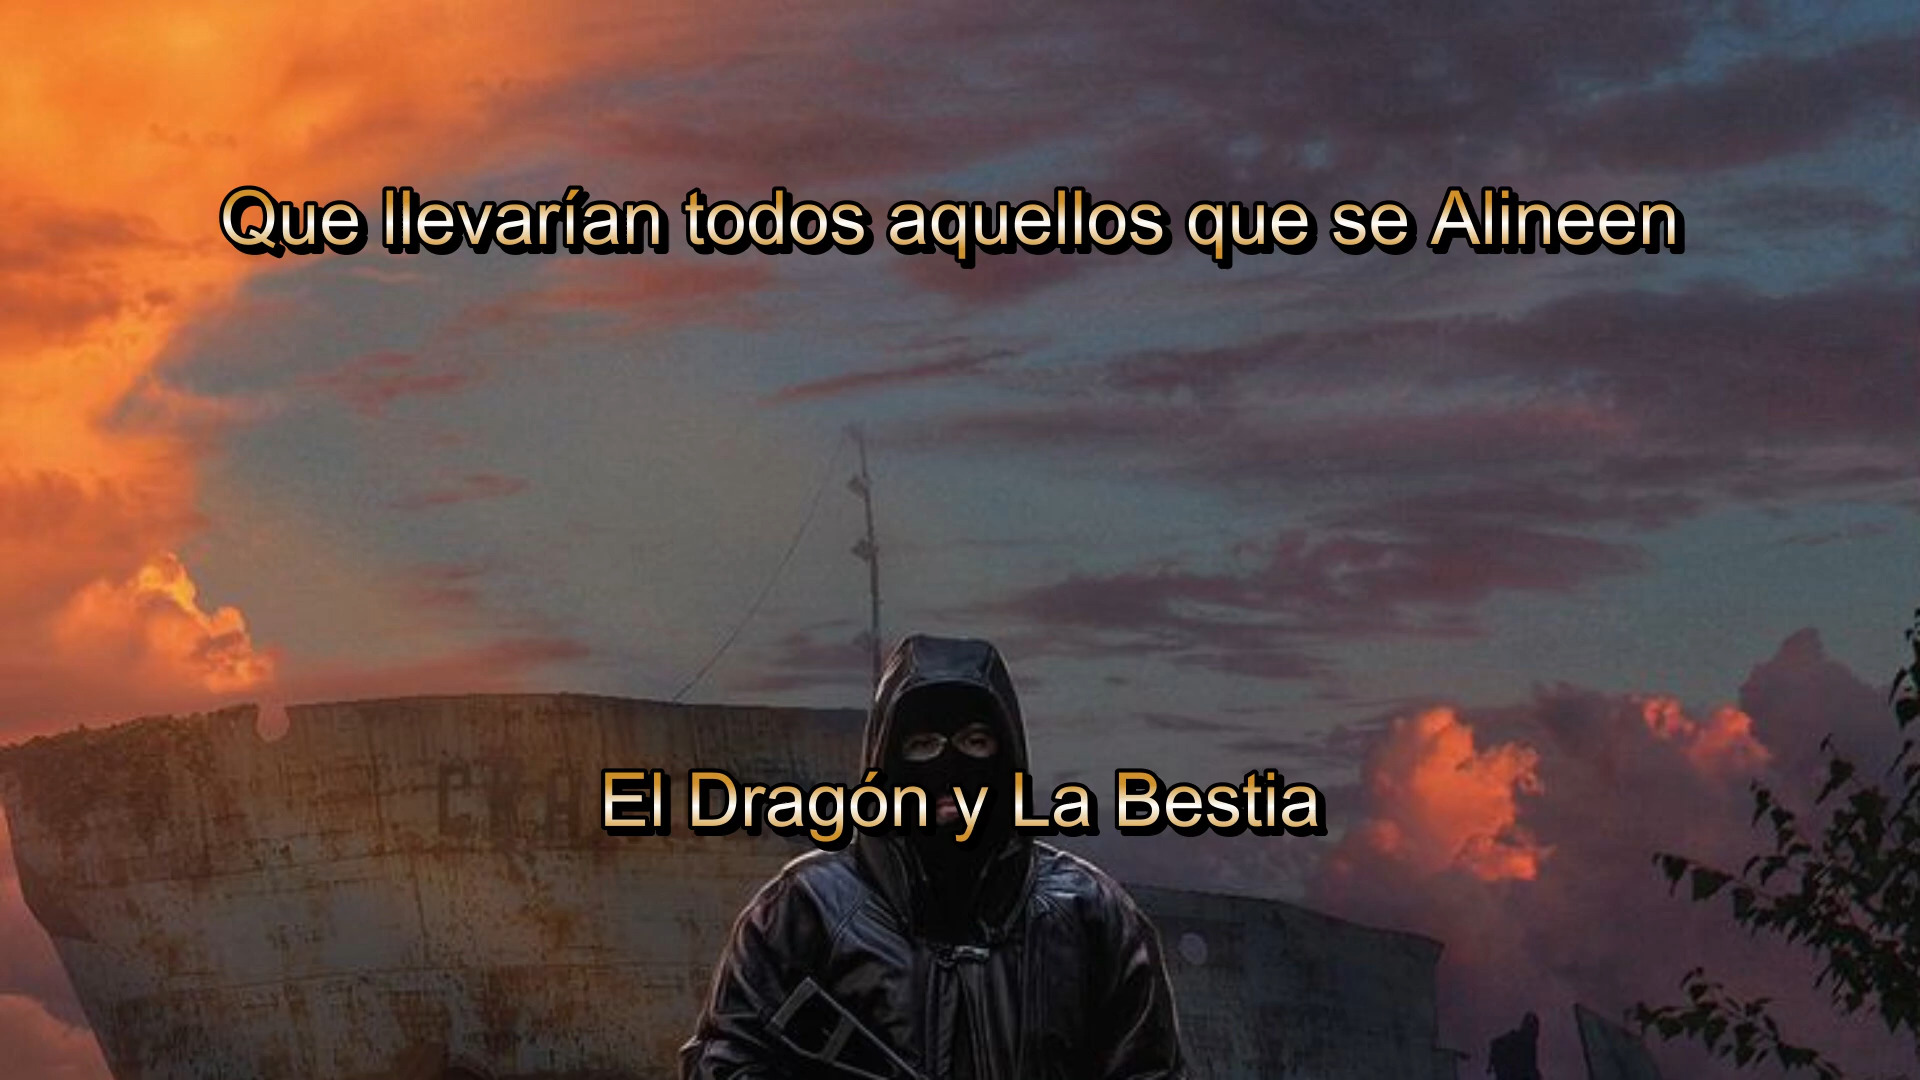 Que llevarían todos aquellos que se Alineen
El Dragón y La Bestia